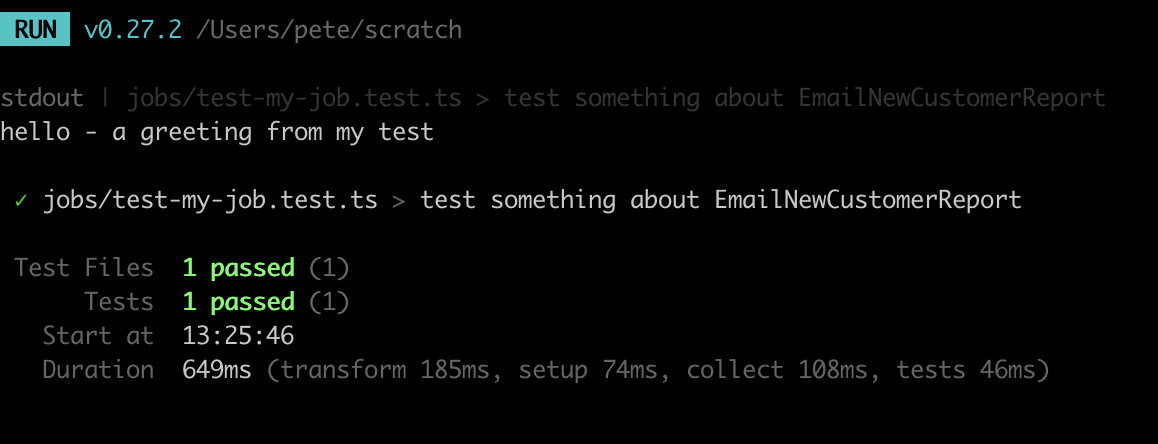 RUN v0.27.2 /Users/pete/scratch
stdout | jobs/test-my-job.test.ts > test something about EmailNewCustomerReport
hello - a greeting from my test
✓ jobs/test-my-job.test.ts > test something about EmailNewCustomerReport
Test Files 1 passed (1)
Tests 1 passed (1)
Start at 13:25:46
Duration 649ms (transform 185ms, setup 74ms, collect 108ms, tests 46ms)